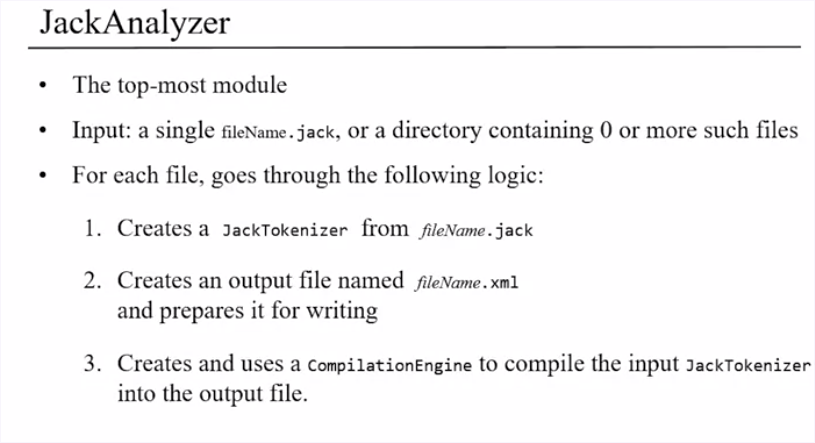 JackAnalyzer
• The top-most module
• Input: a single fileName.jack, or a directory containing 0 or more such files
• For each file, goes through the following logic:
1. Creates a JackTokenizer from fileName.jack
2. Creates an output file named fileName.xml
and prepares it for writing
3. Creates and uses a CompilationEngine to compile the input JackTokenizer
into the output file.